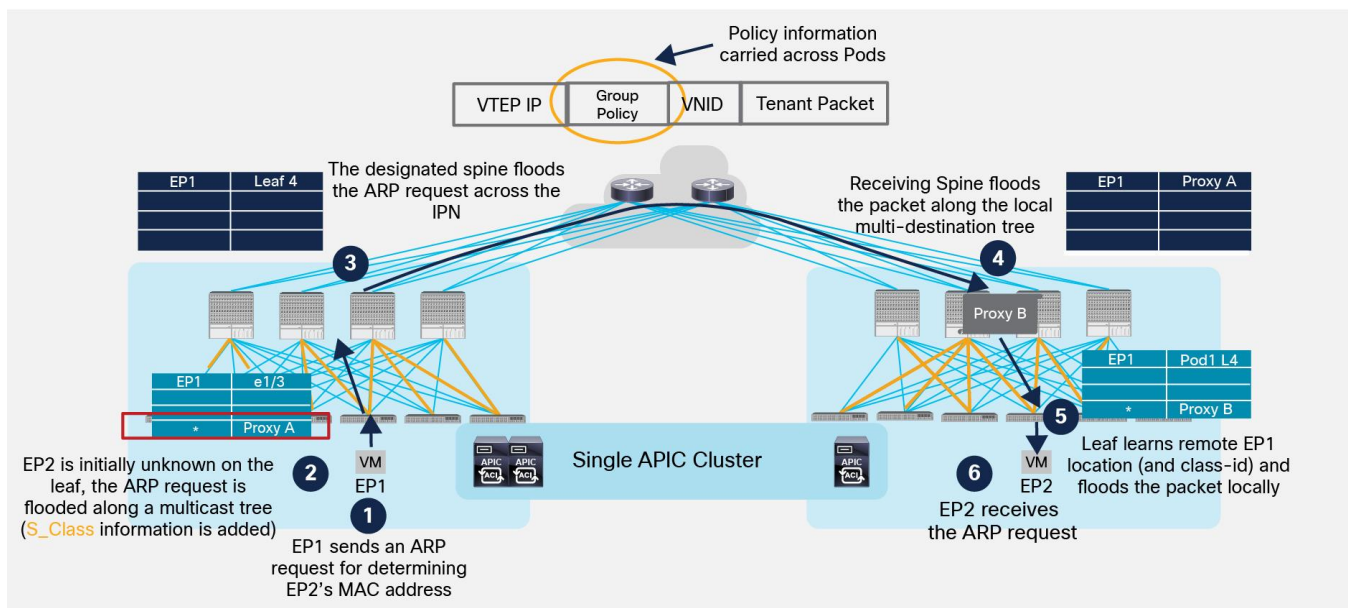 Policy information
carried across Pods
VTEP IP
Group
Policy
VNID
Tenant Packet
EP1
Leaf 4
The designated spine floods
the ARP request across the
IPN
Receiving Spine floods
the packet along the local
multi-destination tree
EP1
Proxy A
3
4
Proxy B
EP1
e1/3
*
Proxy A
EP1
Pod1 L4
*
Proxy B
EP2 is initially unknown on the
leaf, the ARP request is
flooded along a multicast tree
(S_Class information is added)
2
VM
EP1
1
EP1 sends an ARP
request for determining
EP2's MAC address
APIC
ACI
APIC
ACI
Single APIC Cluster
APIC
ACI
5
Leaf learns remote EP1
location (and class-id) and
floods the packet locally
6
VM
EP2
EP2 receives
the ARP request